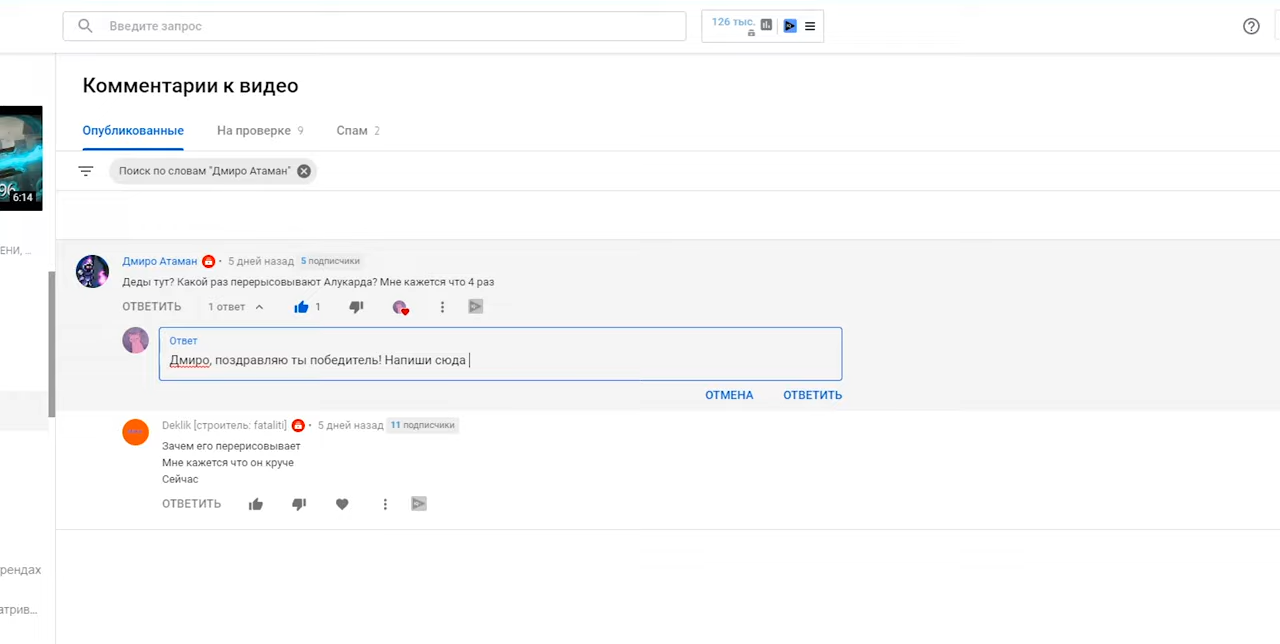 Введите запрос
126 тыс.
Комментарии к видео
96
6:14
Опубликованные На проверке 9 Спам 2
Поиск по словам "Дмиро Атаман"
ЕНИ, ...
Дмиро Атаман • 5 дней назад 5 подписчики
Деды тут? Какой раз перерысовывают Алукарда? Мне кажется что 4 раз
ОТВЕТИТЬ 1 ответ 1
Ответ
Дмиро, поздравляю ты победитель! Напиши сюда
ОТМЕНА ОТВЕТИТЬ
Deklik [строитель: fataliti] • 5 дней назад 11 подписчики
Зачем его перерисовывает
Мне кажется что он круче
Сейчас
ОТВЕТИТЬ
рендах
атрив...